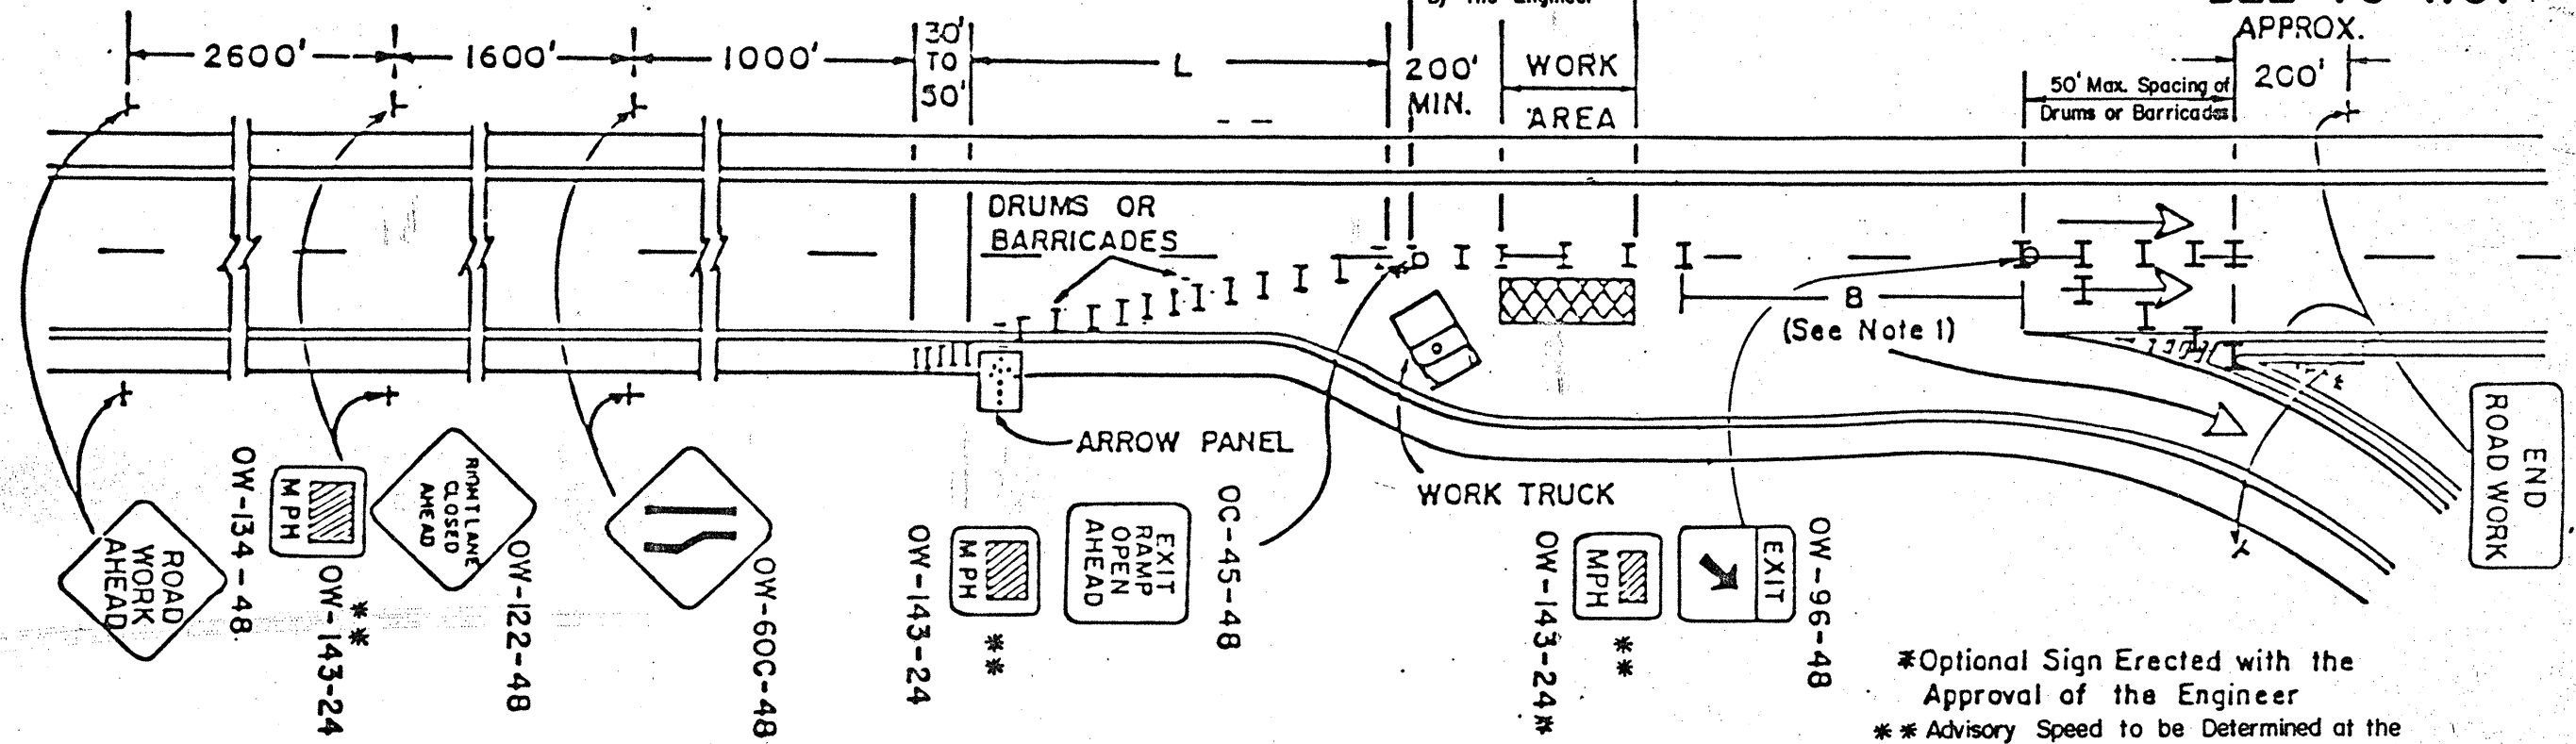 By The Engineer
APPROX.
2600'
1600'
1000'
30'
TO
50'
L
200'
MIN.
WORK
AREA
50' Max. Spacing of
Drums or Barricades
200'
DRUMS OR
BARRICADES
B
(See Note 1)
ARROW PANEL
WORK TRUCK
ROAD
WORK
AHEAD
OW-134-48
MPH
**
OW-143-24
RIGHT LANE
CLOSED
AHEAD
OW-122-48
OW-60C-48
OW-143-24
MPH
**
EXIT
RAMP
OPEN
AHEAD
OC-45-48
OW-143-24*
MPH
**
EXIT
OW-96-48
END
ROAD WORK
*Optional Sign Erected with the
Approval of the Engineer
** Advisory Speed to be Determined at the